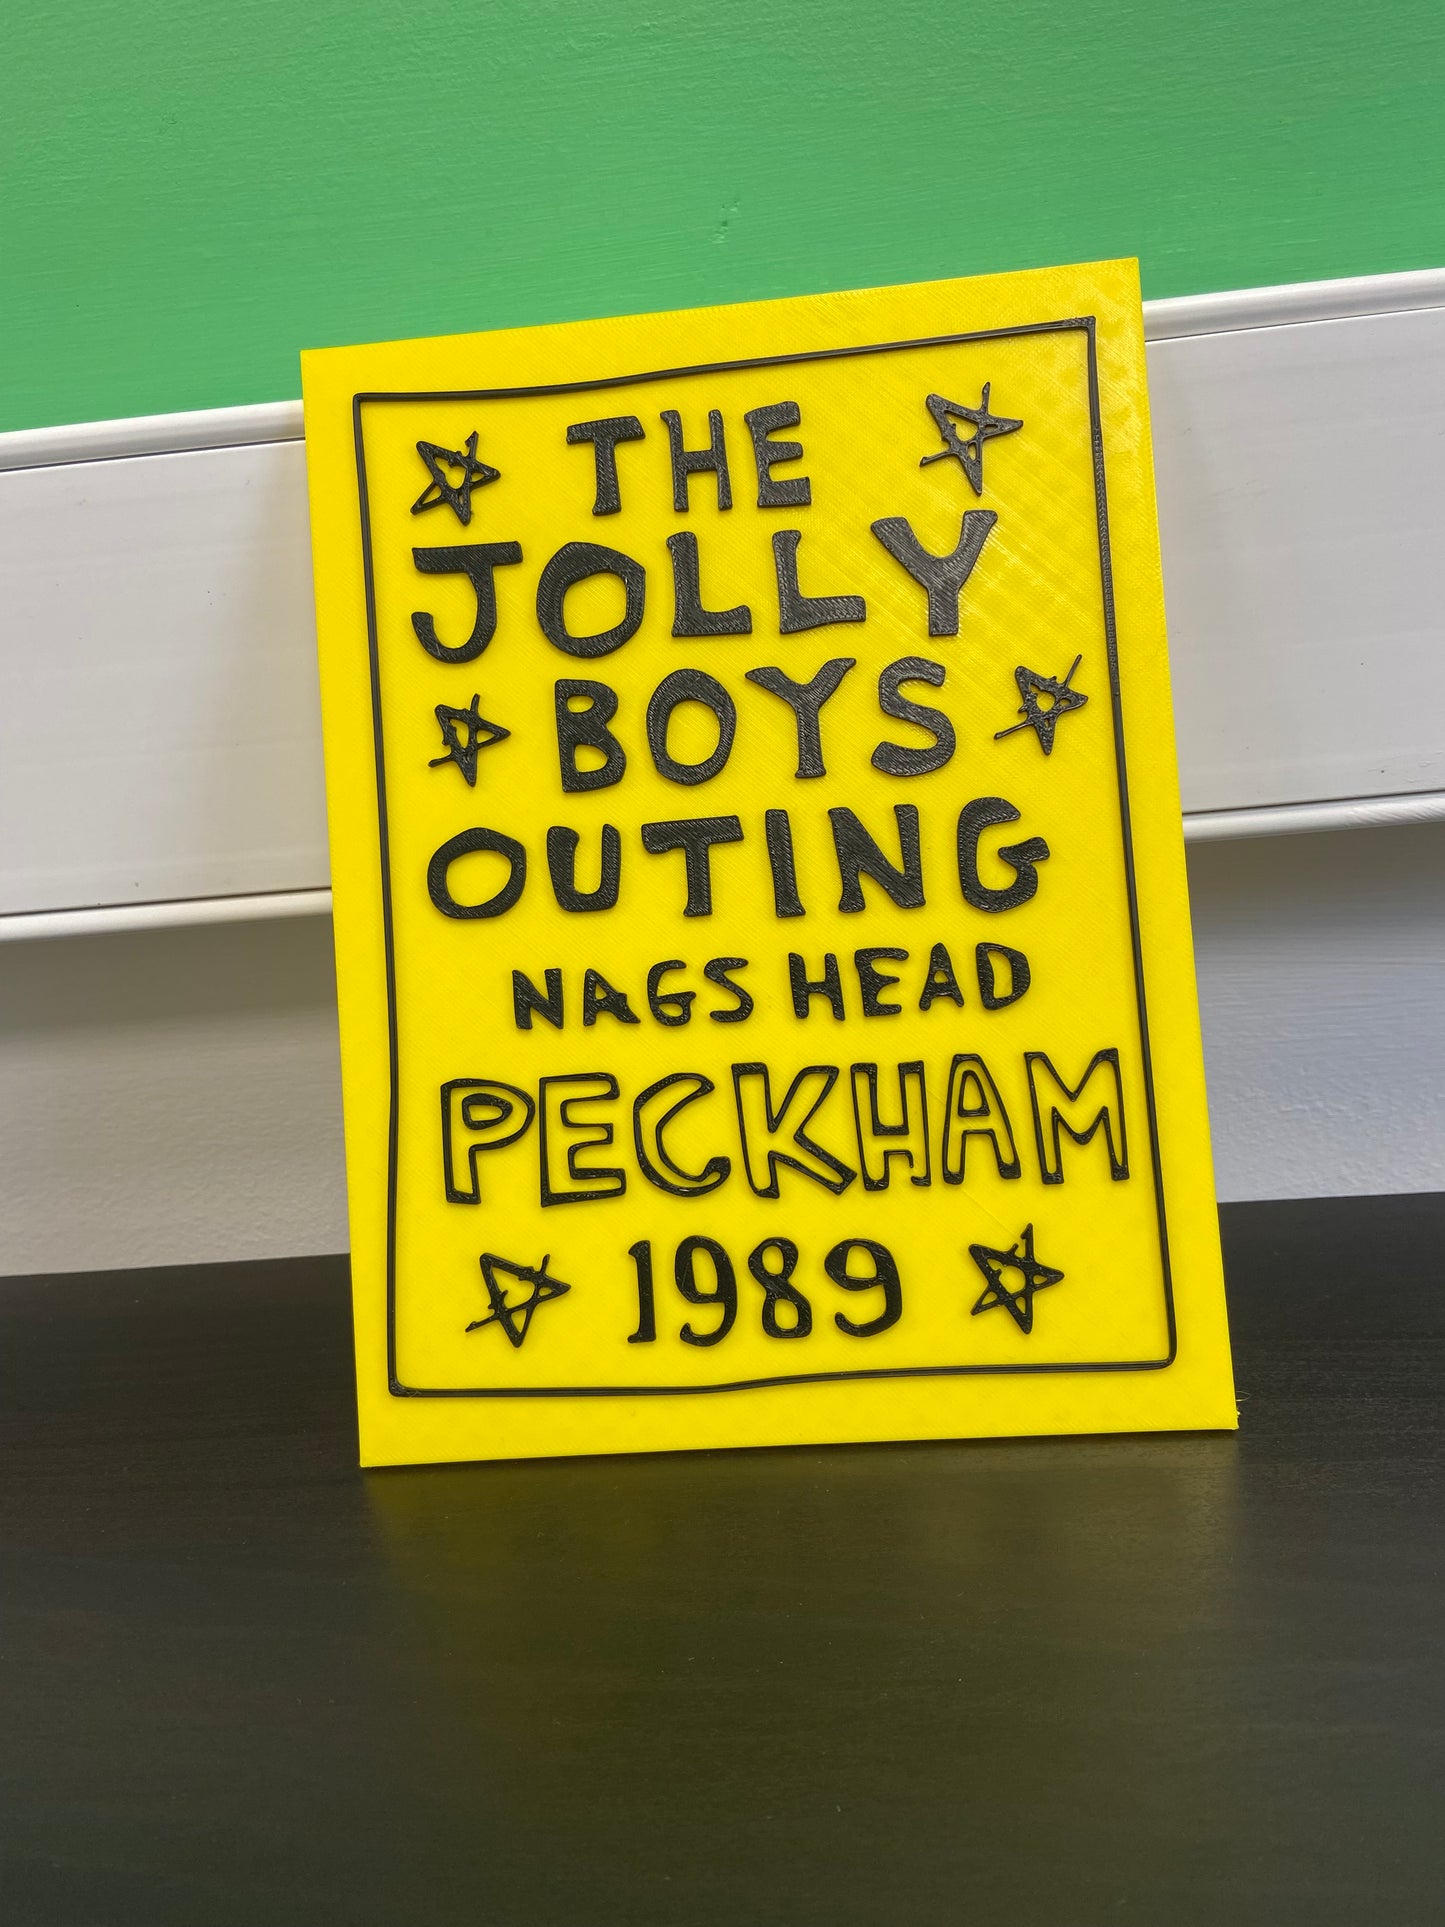 THE
JOLLY
BOYS
OUTING
NAGS HEAD
PECKHAM
1989